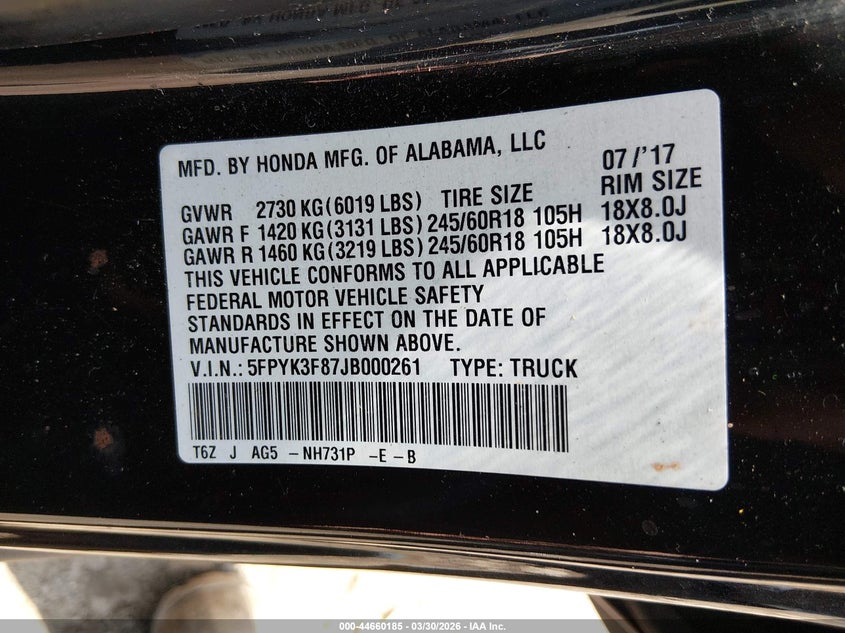 MFD. BY HONDA MFG. OF ALABAMA, LLC 07/'17
RIM SIZE
GVWR 2730 KG(6019 LBS) TIRE SIZE
GAWR F 1420 KG(3131 LBS) 245/60R18 105H 18X8.0J
GAWR R 1460 KG(3219 LBS) 245/60R18 105H 18X8.0J
THIS VEHICLE CONFORMS TO ALL APPLICABLE
FEDERAL MOTOR VEHICLE SAFETY
STANDARDS IN EFFECT ON THE DATE OF
MANUFACTURE SHOWN ABOVE.
V.I.N.: 5FPYK3F87JB000261 TYPE: TRUCK
T6Z J AG5 -NH731P -E-B
000-44660185 - 03/30/2026 - IAA Inc.